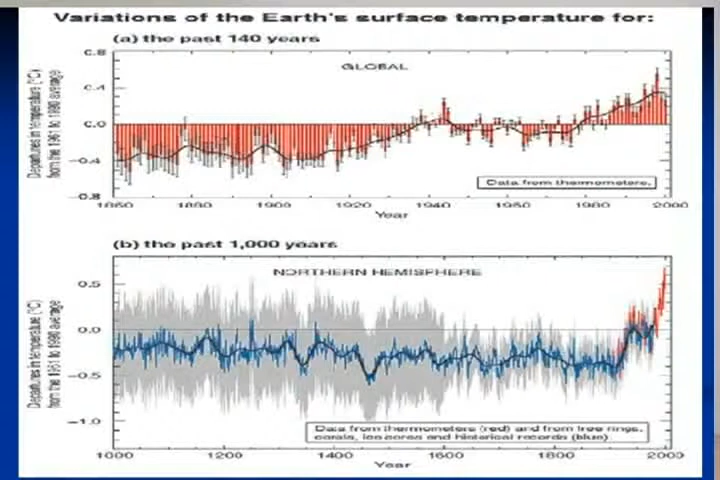 Variations of the Earth's surface temperature for:
(a) the past 140 years
GLOBAL
Departures in temperature (°C)
from the 1961 to 1990 average
0.8
0.4
0.0
-0.4
-0.8
Data from thermometers.
1860
1880
1900
1920
1940
1960
1980
2000
Year
(b) the past 1,000 years
NORTHERN HEMISPHERE
Departures in temperature (°C)
from the 1961 to 1990 average
0.5
0.0
-0.5
-1.0
Data from thermometers (red) and from tree rings,
corals, ice cores and historical records (blue).
1000
1200
1400
1600
1800
2000
Year